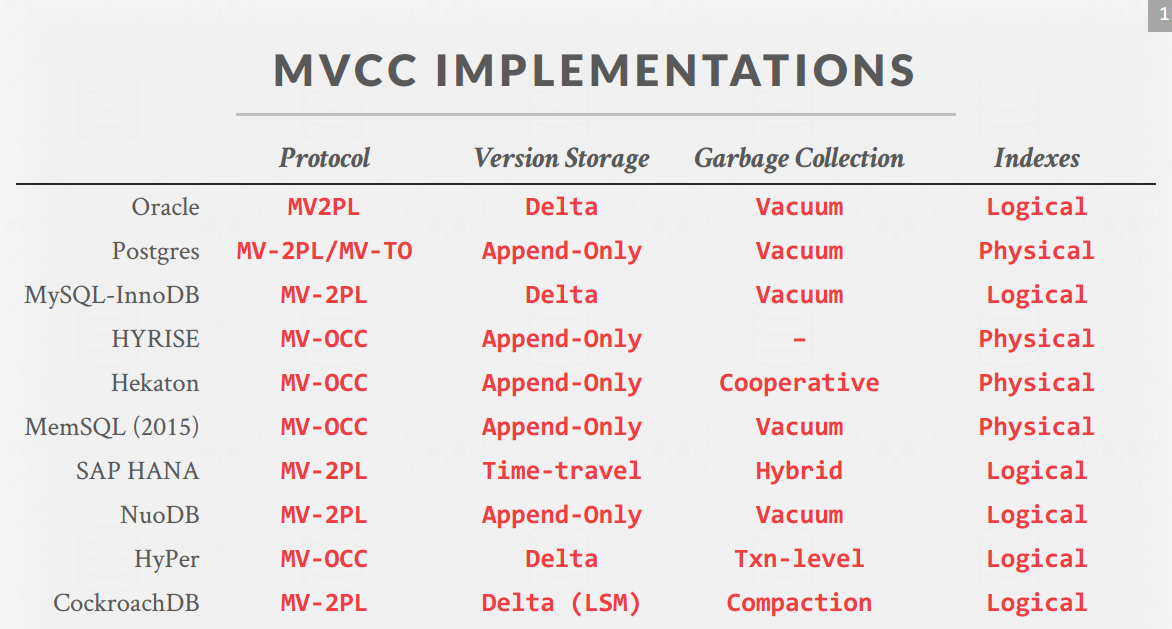 1
MVCC IMPLEMENTATIONS
Protocol Version Storage Garbage Collection Indexes
Oracle MV2PL Delta Vacuum Logical
Postgres MV-2PL/MV-TO Append-Only Vacuum Physical
MySQL-InnoDB MV-2PL Delta Vacuum Logical
HYRISE MV-OCC Append-Only – Physical
Hekaton MV-OCC Append-Only Cooperative Physical
MemSQL (2015) MV-OCC Append-Only Vacuum Physical
SAP HANA MV-2PL Time-travel Hybrid Logical
NuoDB MV-2PL Append-Only Vacuum Logical
HyPer MV-OCC Delta Txn-level Logical
CockroachDB MV-2PL Delta (LSM) Compaction Logical